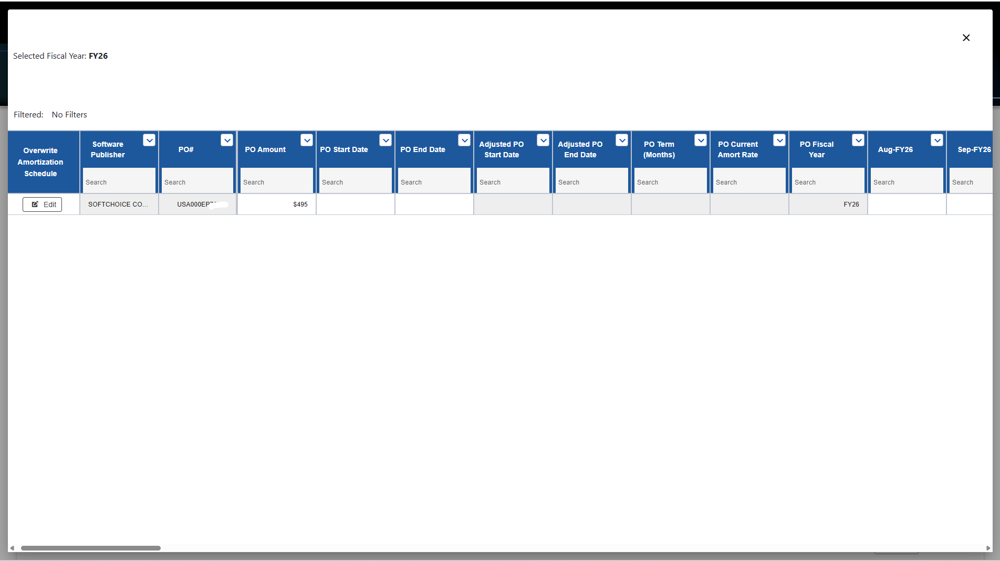 Selected Fiscal Year: FY26
Filtered: No Filters
Overwrite Amortization Schedule
Software Publisher
PO#
PO Amount
PO Start Date
PO End Date
Adjusted PO Start Date
Adjusted PO End Date
PO Term (Months)
PO Current Amort Rate
PO Fiscal Year
Aug-FY26
Sep-FY26
Search Search Search Search Search Search Search Search Search Search Search Search
Edit SOFTCHOICE CO... $495 FY26